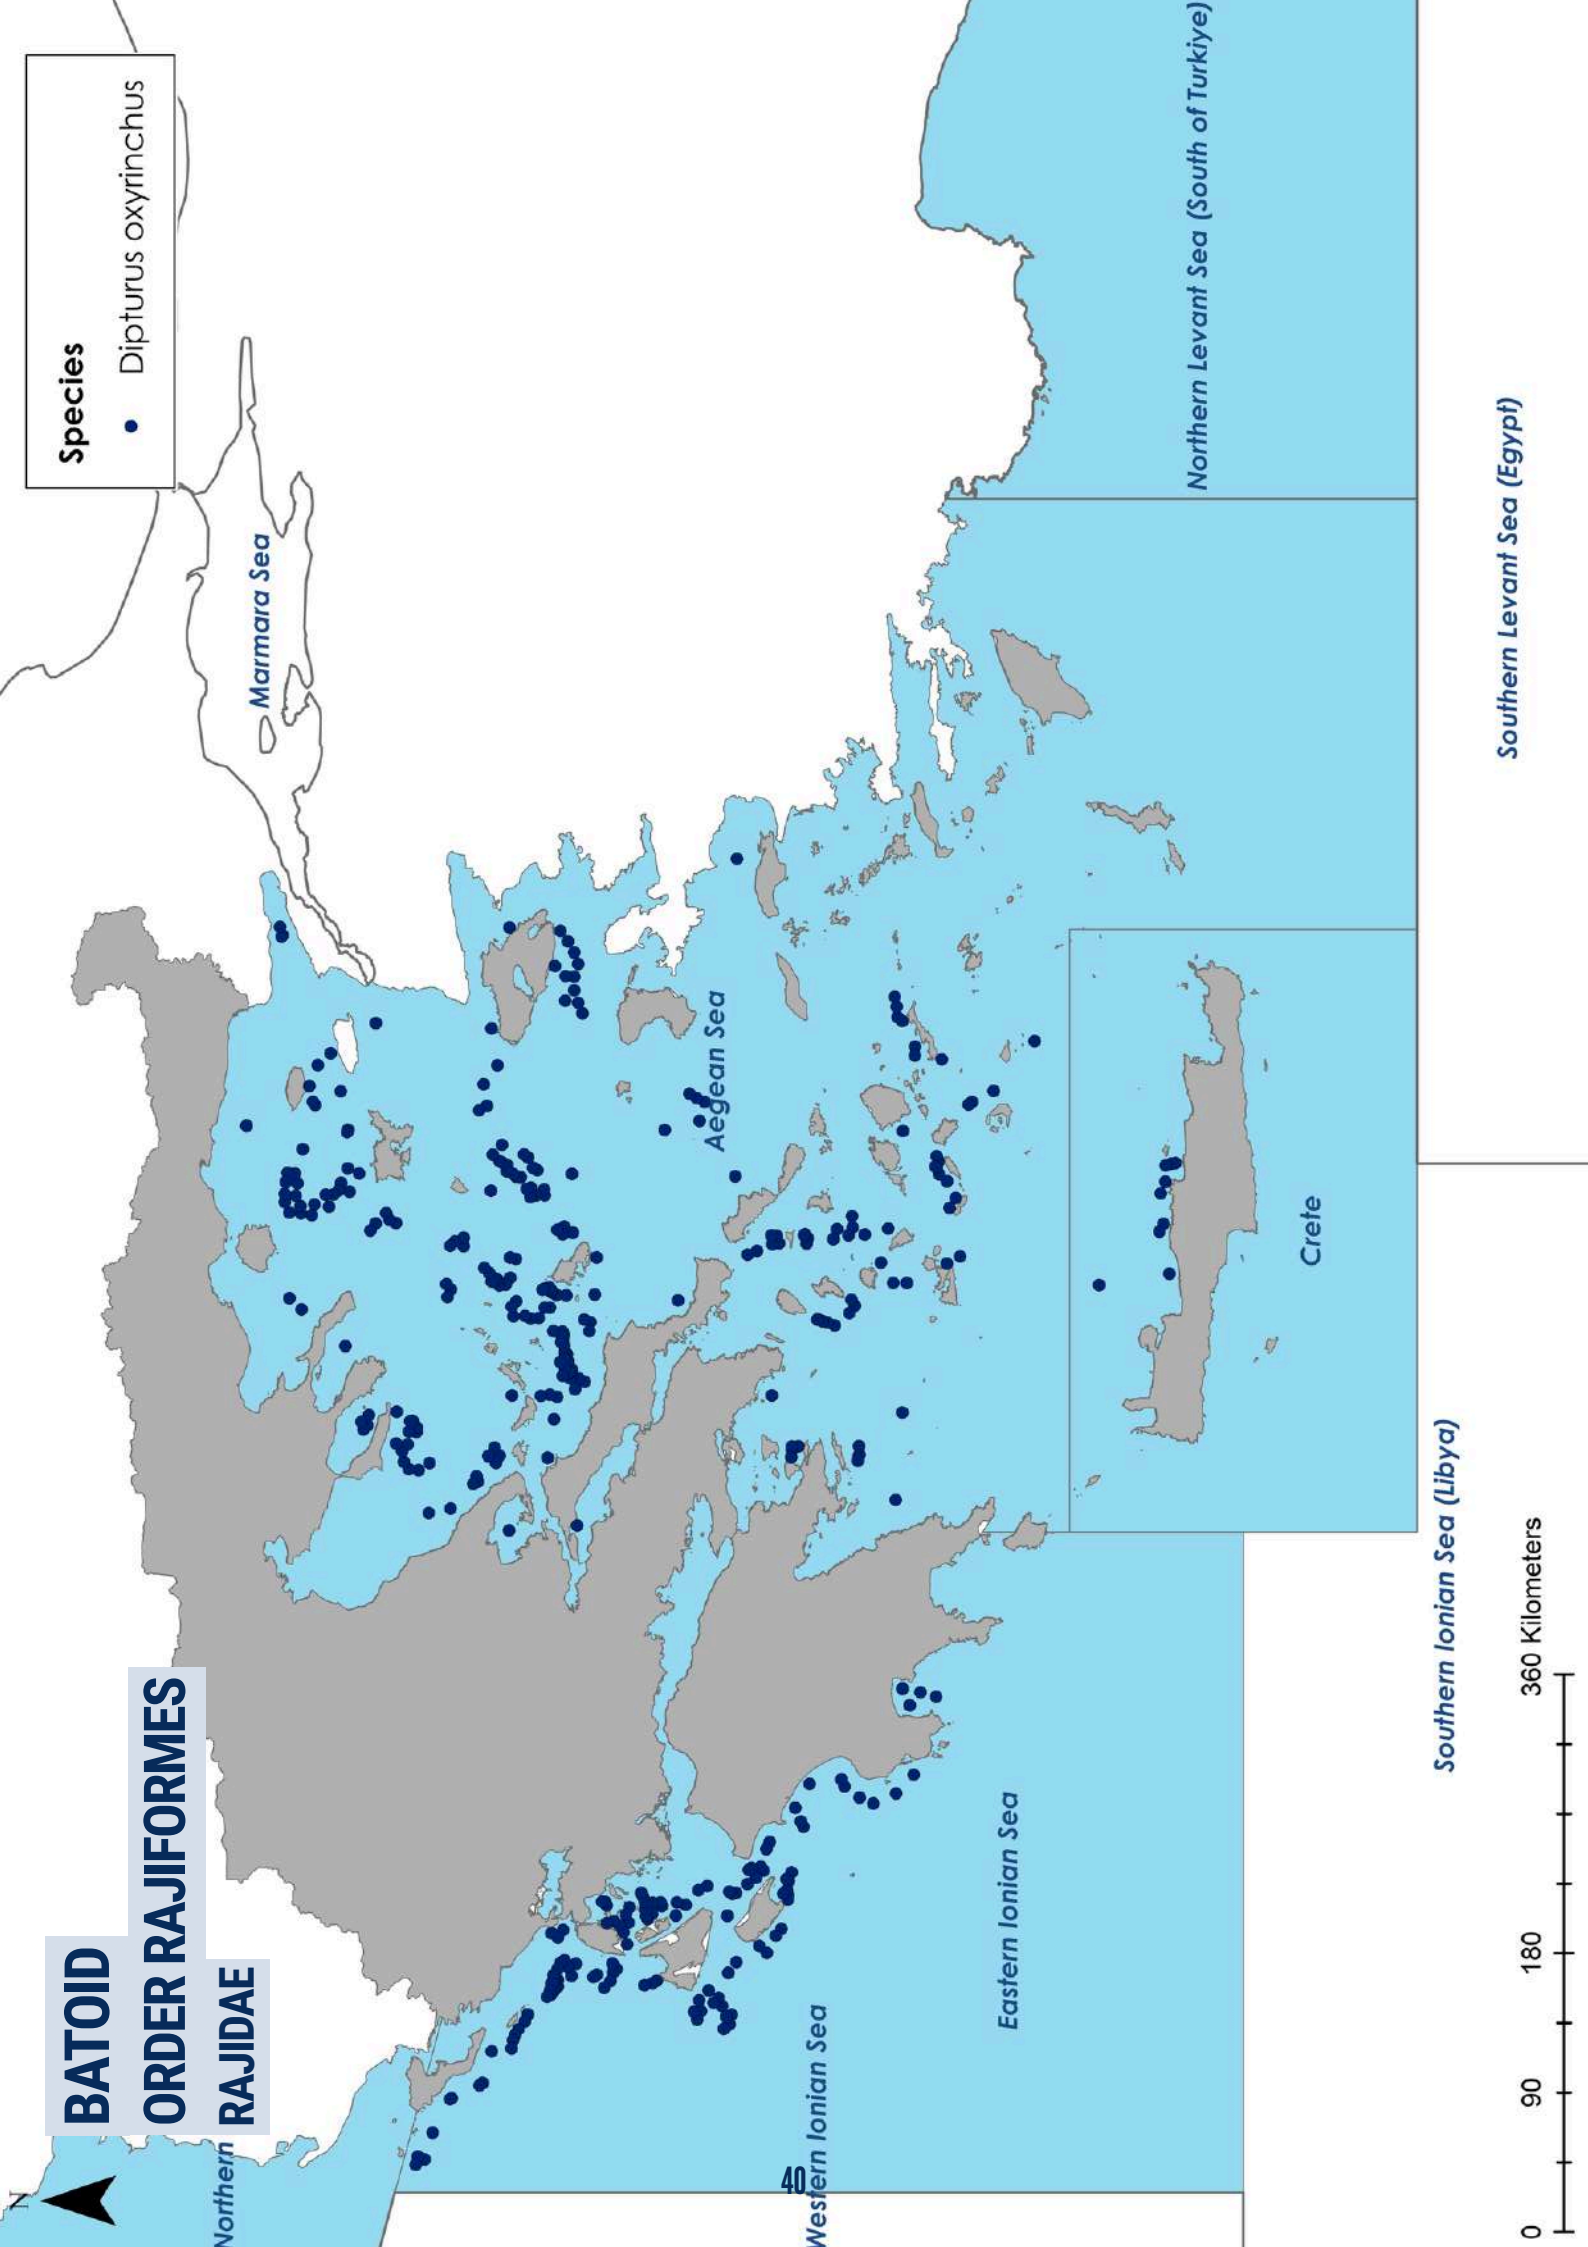 BATOID
ORDER RAJIFORMES
RAJIDAE
N
Species
Dipturus oxyrinchus
Northern
Marmara Sea
Aegean Sea
Western Ionian Sea
Eastern Ionian Sea
Northern Levant Sea (South of Turkiye)
Crete
Southern Ionian Sea (Libya)
Southern Levant Sea (Egypt)
0 90 180 360 Kilometers
40